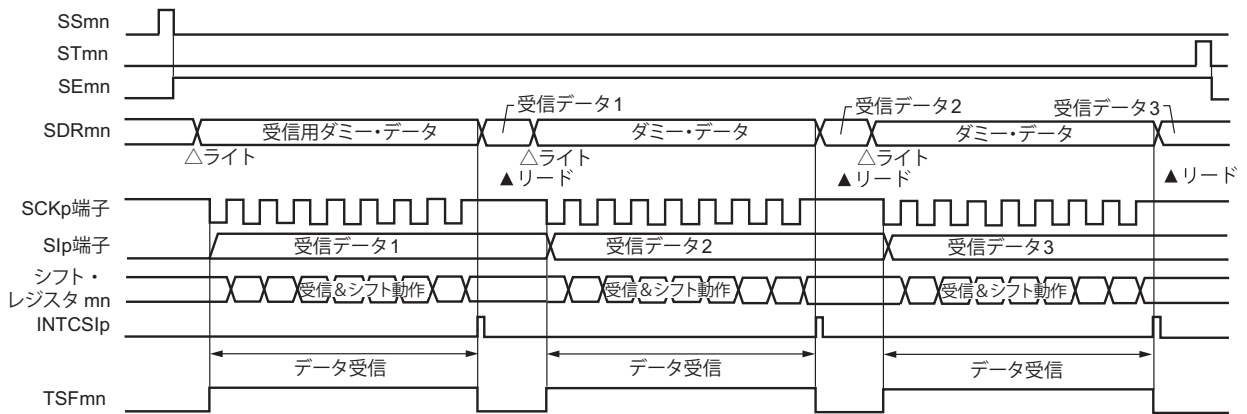 SSmn
STmn
SEmn
受信データ1
受信データ2
受信データ3
SDRmn
受信用ダミー・データ
ダミー・データ
ダミー・データ
△ライト
△ライト
△ライト
▲リード
▲リード
▲リード
SCKp端子
SIp端子
受信データ1
受信データ2
受信データ3
シフト・
レジスタ mn
受信&シフト動作
受信&シフト動作
受信&シフト動作
INTCSIp
データ受信
データ受信
データ受信
TSFmn